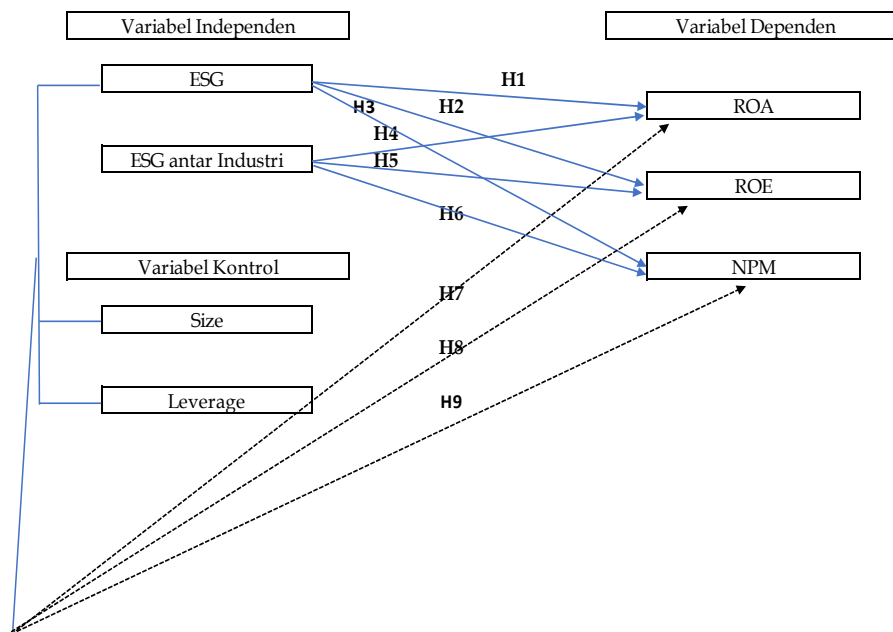 Variabel Independen
Variabel Dependen
ESG
H1
H3
H2
ROA
H4
ESG antar Industri
H5
ROE
H6
Variabel Kontrol
NPM
H7
Size
H8
Leverage
H9